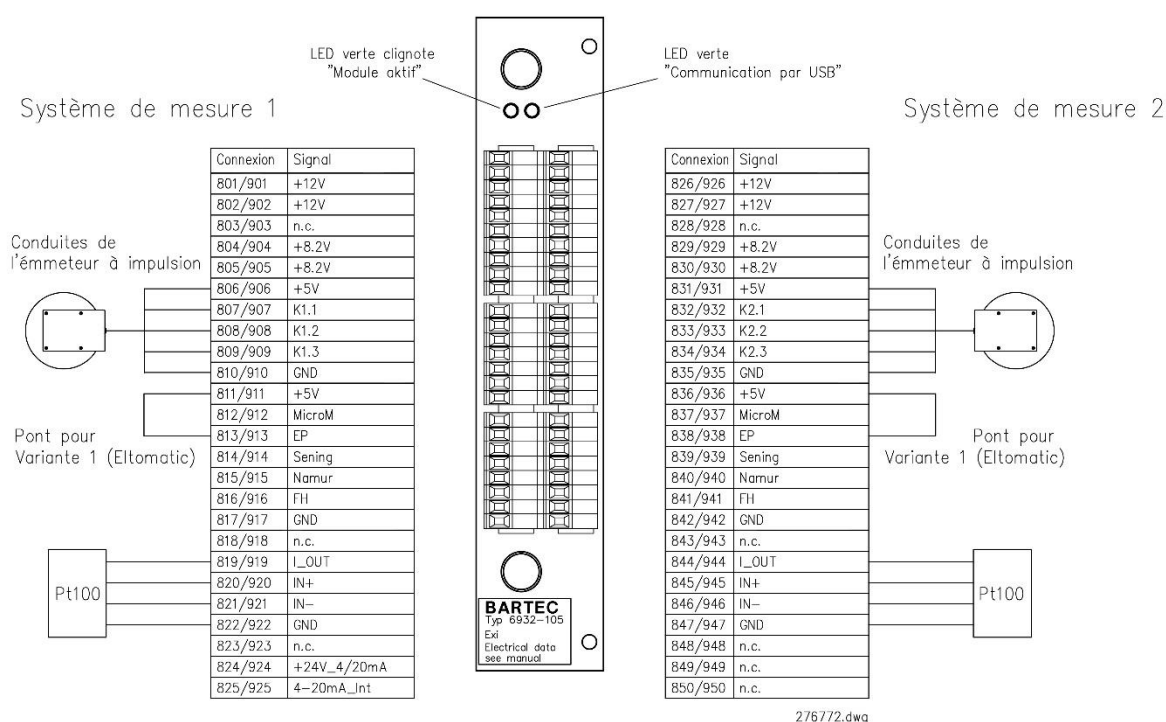 LED verte clignote
"Module aktif"
LED verte
"Communication par USB"
Système de mesure 1
Système de mesure 2
Connexion Signal
801/901 +12V
802/902 +12V
803/903 n.c.
804/904 +8.2V
805/905 +8.2V
806/906 +5V
807/907 K1.1
808/908 K1.2
809/909 K1.3
810/910 GND
811/911 +5V
812/912 MicroM
813/913 EP
814/914 Sening
815/915 Namur
816/916 FH
817/917 GND
818/918 n.c.
819/919 I_OUT
820/920 IN+
821/921 IN-
822/922 GND
823/923 n.c.
824/924 +24V_4/20mA
825/925 4-20mA_Int
Conduites de
l'émmeteur à impulsion
Pont pour
Variante 1 (Eltomatic)
Pt100
BARTEC
Typ 6932-105
Exi
Electrical data
see manual
Connexion Signal
826/926 +12V
827/927 +12V
828/928 n.c.
829/929 +8.2V
830/930 +8.2V
831/931 +5V
832/932 K2.1
833/933 K2.2
834/934 K2.3
835/935 GND
836/936 +5V
837/937 MicroM
838/938 EP
839/939 Sening
840/940 Namur
841/941 FH
842/942 GND
843/943 n.c.
844/944 I_OUT
845/945 IN+
846/946 IN-
847/947 GND
848/948 n.c.
849/949 n.c.
850/950 n.c.
Conduites de
l'émmeteur à impulsion
Pont pour
Variante 1 (Eltomatic)
Pt100
276772.dwg